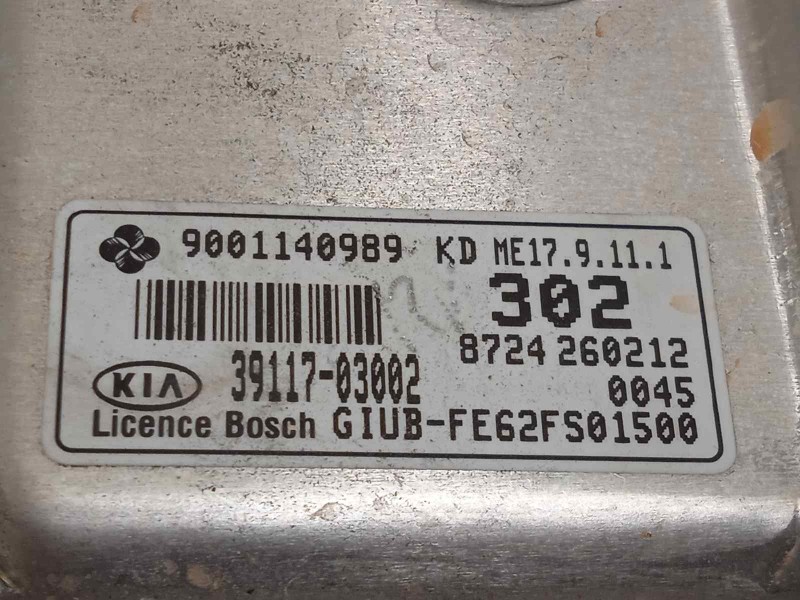 9001140989 KD ME17.9.11.1
302
8724 260212
KIA 39117-03002 0045
Licence Bosch GIUB-FE62FS01500